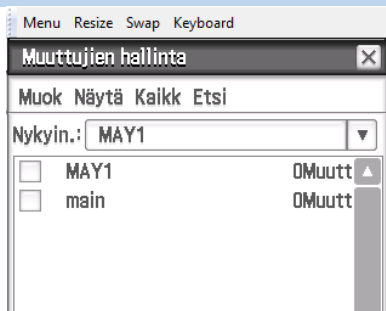 Menu Resize Swap Keyboard
Muuttujien hallinta
Muok Näytä Kaikk Etsi
Nykyin.: MAY1
MAY1 0Muutt
main 0Muutt